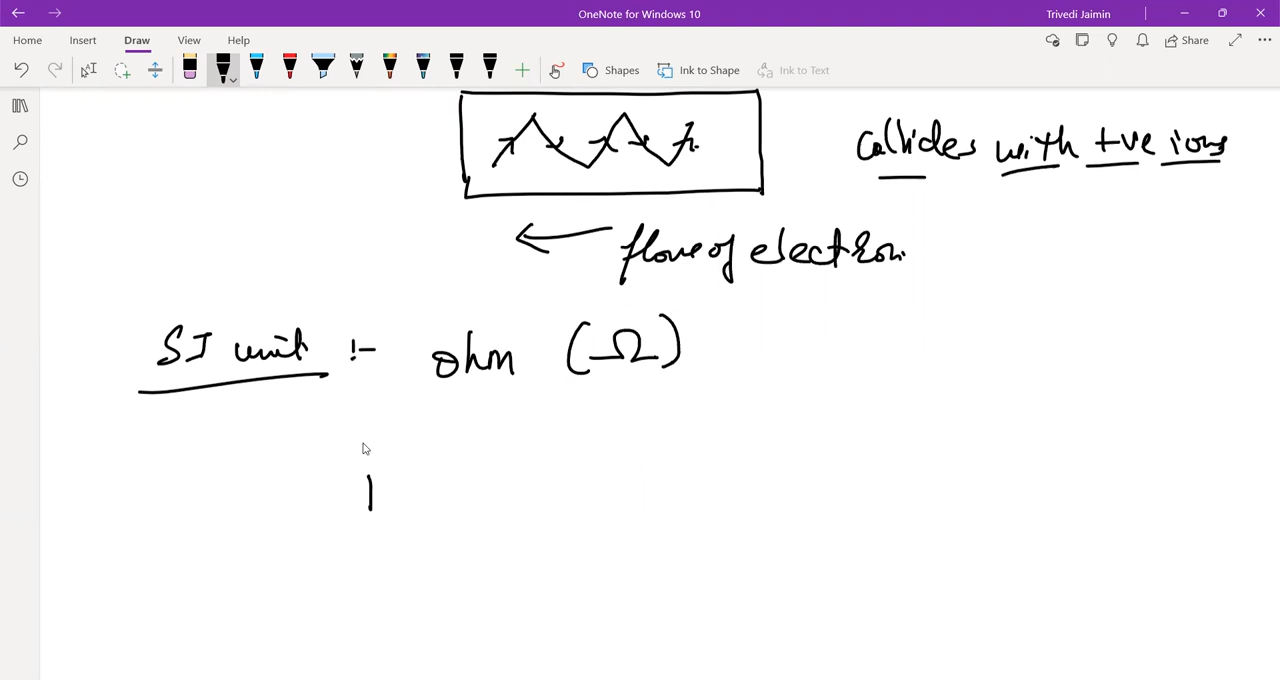 OneNote for Windows 10
Trivedi Jaimin
Home Insert Draw View Help
Share
Shapes Ink to Shape Ink to Text
Collides with +ve ions
flow of electron
SI unit :- ohm (Ω)